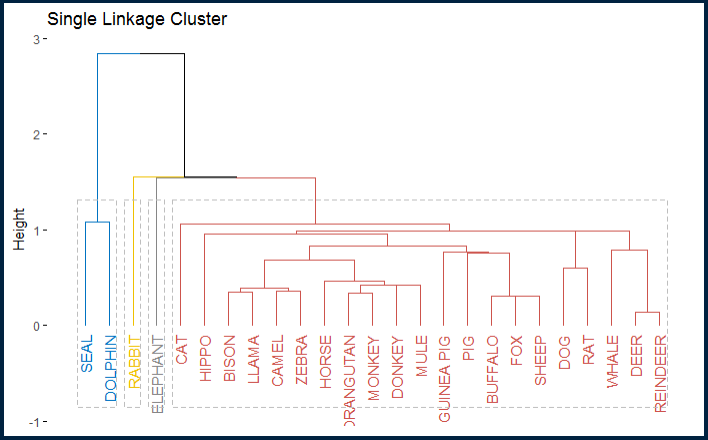 Single Linkage Cluster
3
2
1
0
-1
Height
SEAL
DOLPHIN
RABBIT
ELEPHANT
CAT
HIPPO
BISON
LLAMA
CAMEL
ZEBRA
HORSE
ORANGUTAN
MONKEY
DONKEY
MULE
GUINEA PIG
PIG
BUFFALO
FOX
SHEEP
DOG
RAT
WHALE
DEER
REINDEER